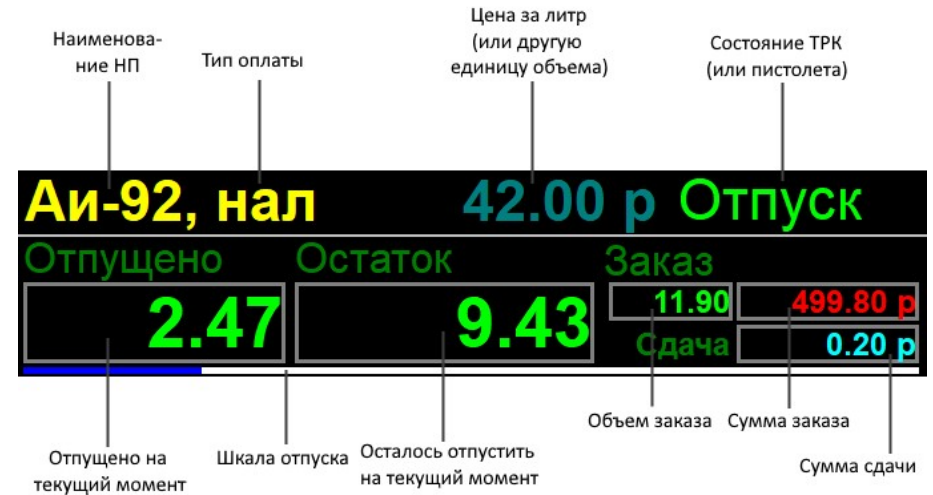 Наименова-
ние НП
Тип оплаты
Цена за литр
(или другую
единицу объема)
Состояние ТРК
(или пистолета)
Аи-92, нал 42.00 р Отпуск
Отпущено Остаток Заказ
2.47 9.43 11.90 499.80 р
Сдача 0.20 р
Объем заказа Сумма заказа
Отпущено на
текущий момент
Шкала отпуска
Осталось отпустить
на текущий момент
Сумма сдачи